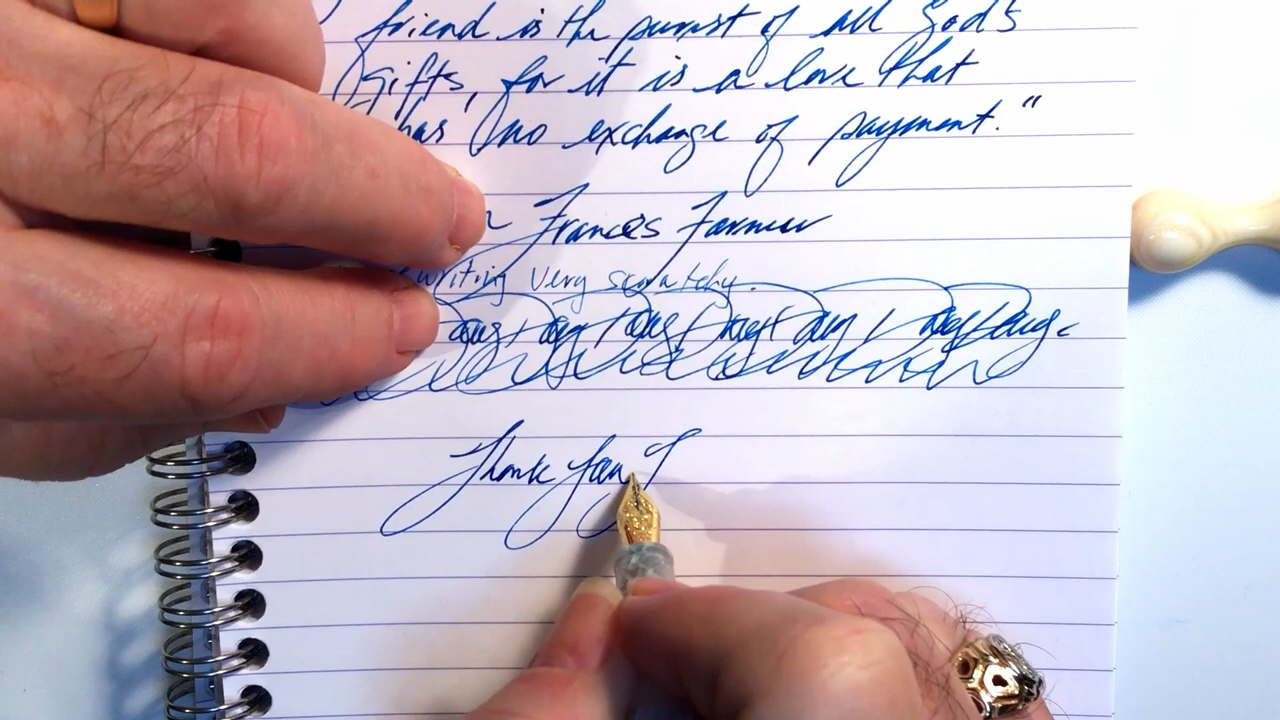 friend is the purest of all God's
Gifts, for it is a love that
has no exchange of payment."
Frances Farmer
writing very scratchy.
Thank You